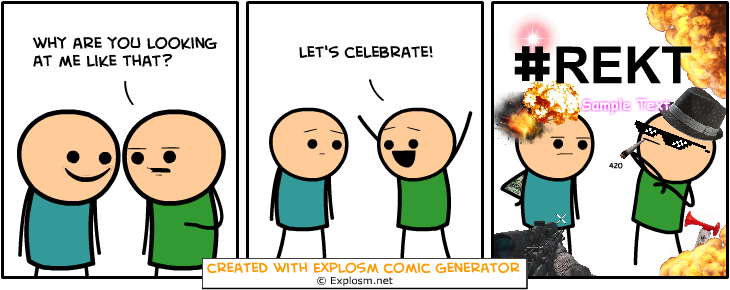 WHY ARE YOU LOOKING
AT ME LIKE THAT?
LET'S CELEBRATE!
#REKT
Sample Text
420
CREATED WITH EXPLOSM COMIC GENERATOR
© Explosm.net